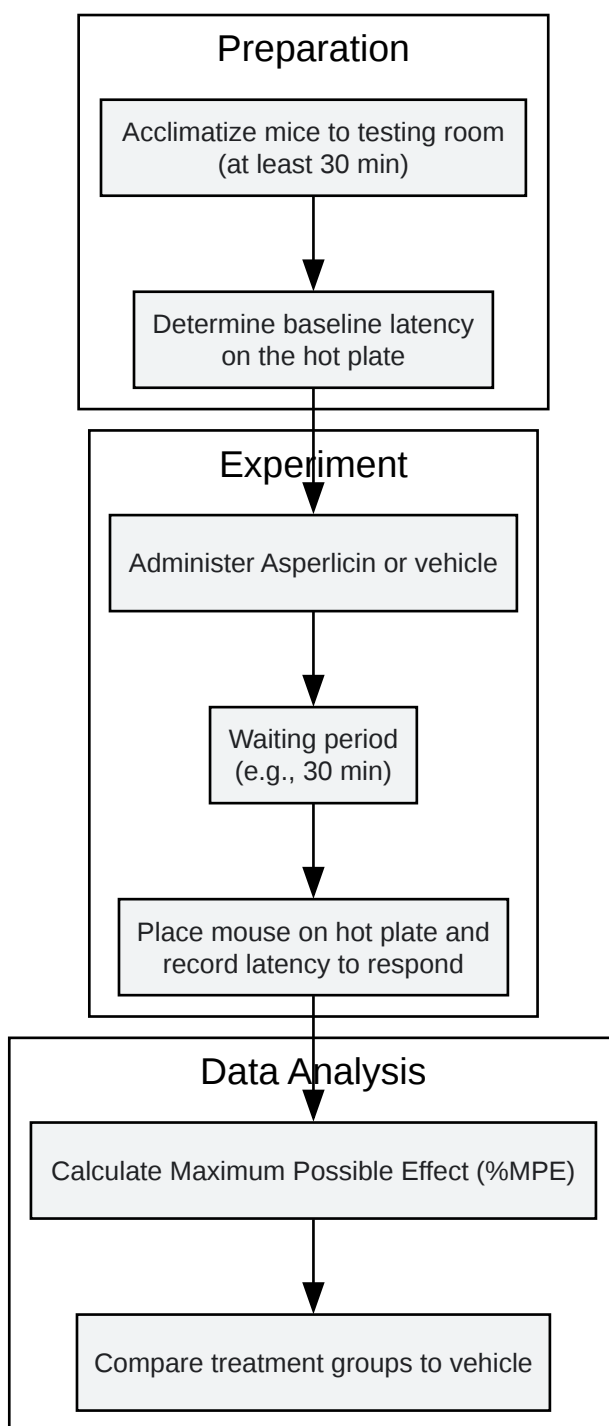 Preparation
Acclimatize mice to testing room
(at least 30 min)
Determine baseline latency
on the hot plate
Experiment
Administer Asperlicin or vehicle
Waiting period
(e.g., 30 min)
Place mouse on hot plate and
record latency to respond
Data Analysis
Calculate Maximum Possible Effect (%MPE)
Compare treatment groups to vehicle